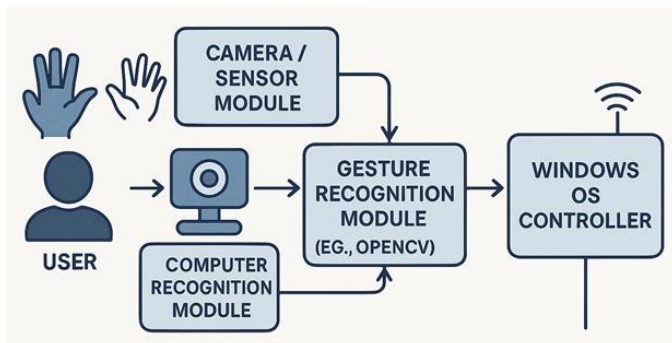 CAMERA /
SENSOR
MODULE
USER
COMPUTER
RECOGNITION
MODULE
GESTURE
RECOGNITION
MODULE
(EG., OPENCV)
WINDOWS
OS
CONTROLLER